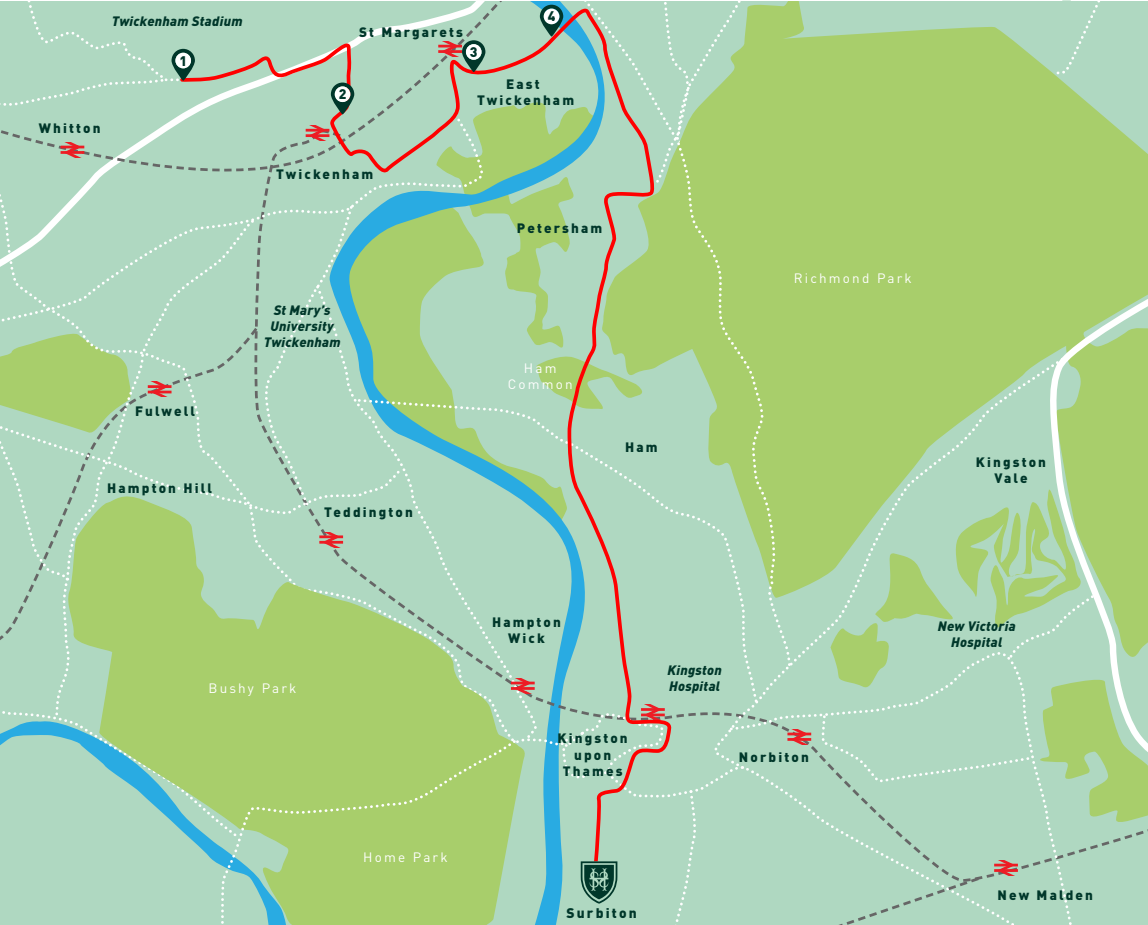 Twickenham Stadium
4
St Margarets
3
1
East
Twickenham
2
Whitton
Twickenham
Petersham
Richmond Park
St Mary's
University
Twickenham
Ham
Common
Fulwell
Ham
Kingston
Vale
Hampton Hill
Teddington
Hampton
Wick
New Victoria
Hospital
Kingston
Hospital
Bushy Park
Kingston
upon
Thames
Norbiton
Home Park
New Malden
Surbiton